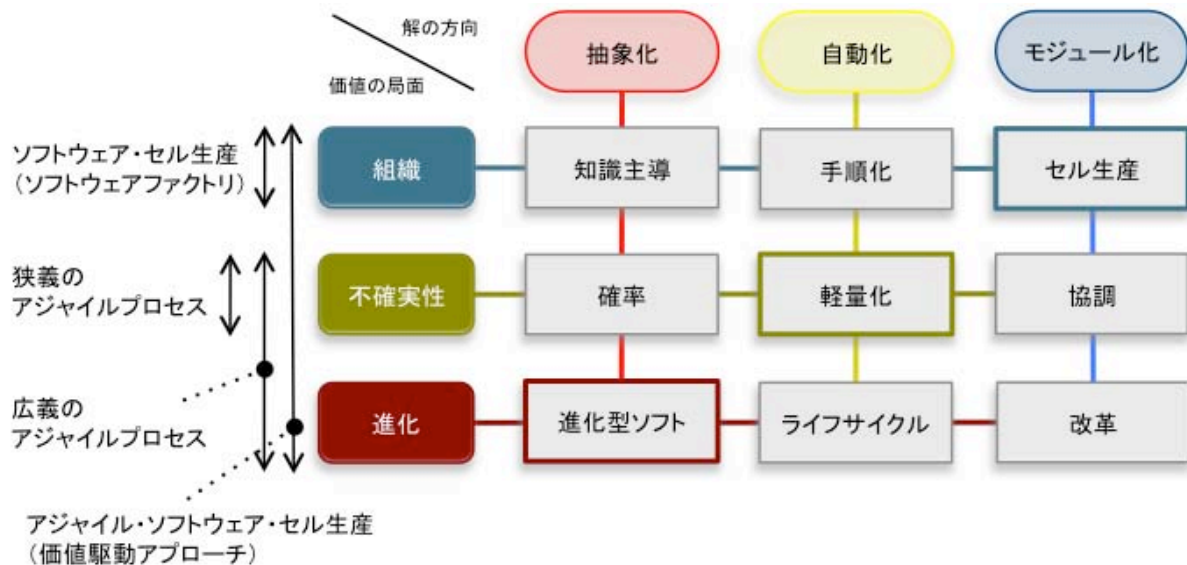 解の方向
価値の局面
抽象化
自動化
モジュール化
ソフトウェア・セル生産
(ソフトウェアファクトリ)
組織
知識主導
手順化
セル生産
狭義の
アジャイルプロセス
不確実性
確率
軽量化
協調
広義の
アジャイルプロセス
進化
進化型ソフト
ライフサイクル
改革
アジャイル・ソフトウェア・セル生産
(価値駆動アプローチ)